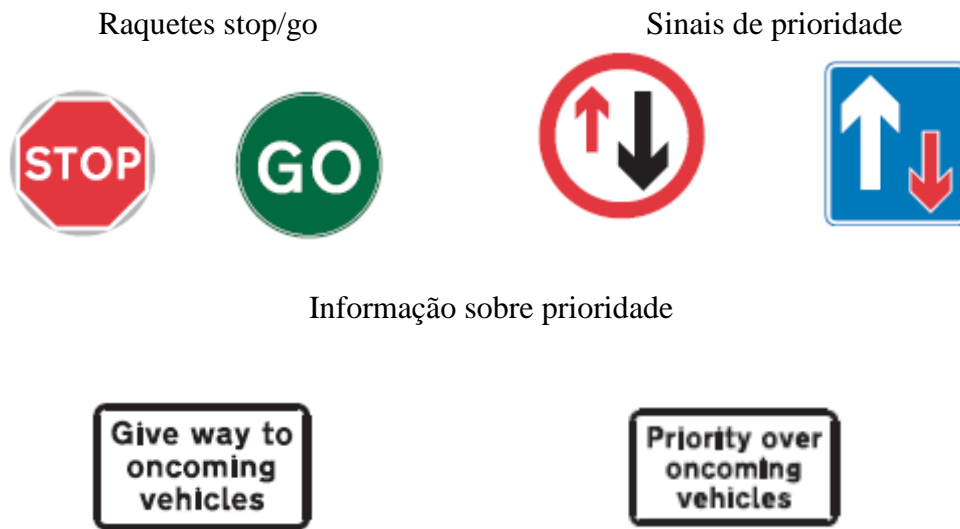 Raquetes stop/go
Sinais de prioridade
STOP
GO
Informação sobre prioridade
Give way to
oncoming
vehicles
Priority over
oncoming
vehicles